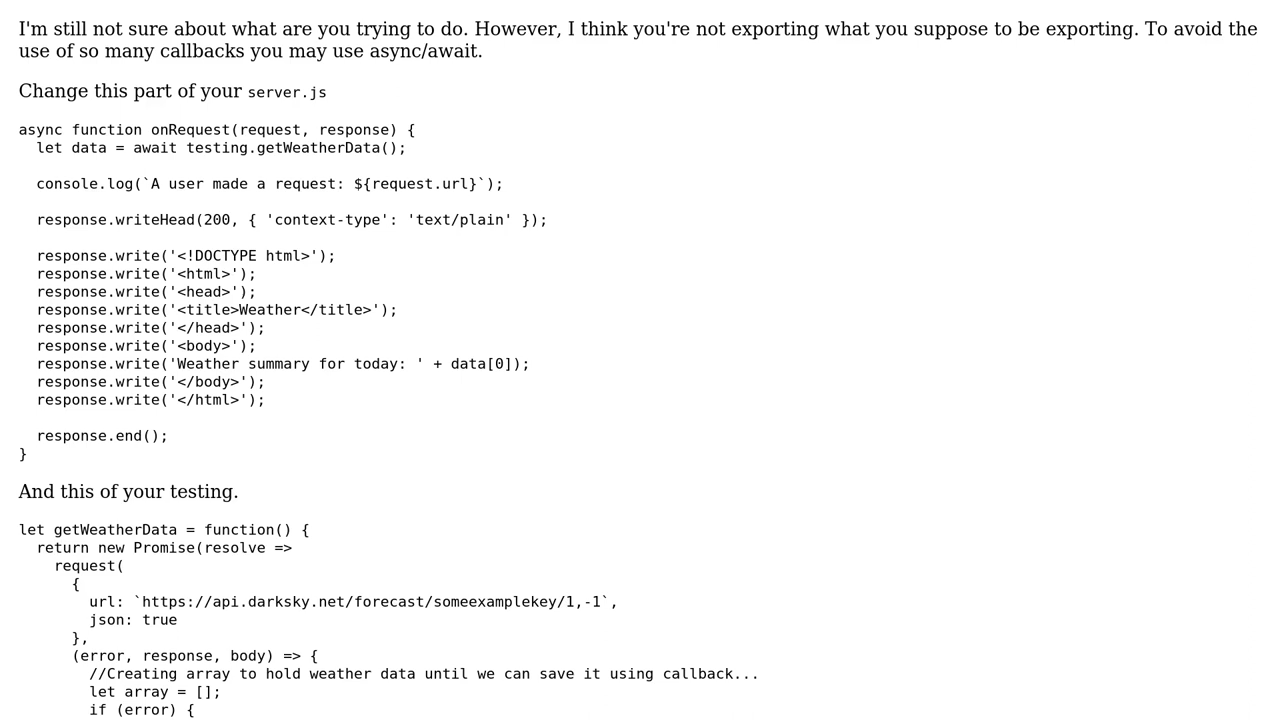 I'm still not sure about what are you trying to do. However, I think you're not exporting what you suppose to be exporting. To avoid the
use of so many callbacks you may use async/await.
Change this part of your server.js
async function onRequest(request, response) {
  let data = await testing.getWeatherData();
  console.log(`A user made a request: ${request.url}`);
  response.writeHead(200, { 'context-type': 'text/plain' });
  response.write('<!DOCTYPE html>');
  response.write('<html>');
  response.write('<head>');
  response.write('<title>Weather</title>');
  response.write('</head>');
  response.write('<body>');
  response.write('Weather summary for today: ' + data[0]);
  response.write('</body>');
  response.write('</html>');
  response.end();
}
And this of your testing.
let getWeatherData = function() {
  return new Promise(resolve =>
    request(
      {
        url: `https://api.darksky.net/forecast/someexamplekey/1,-1`,
        json: true
      },
      (error, response, body) => {
        //Creating array to hold weather data until we can save it using callback...
        let array = [];
        if (error) {